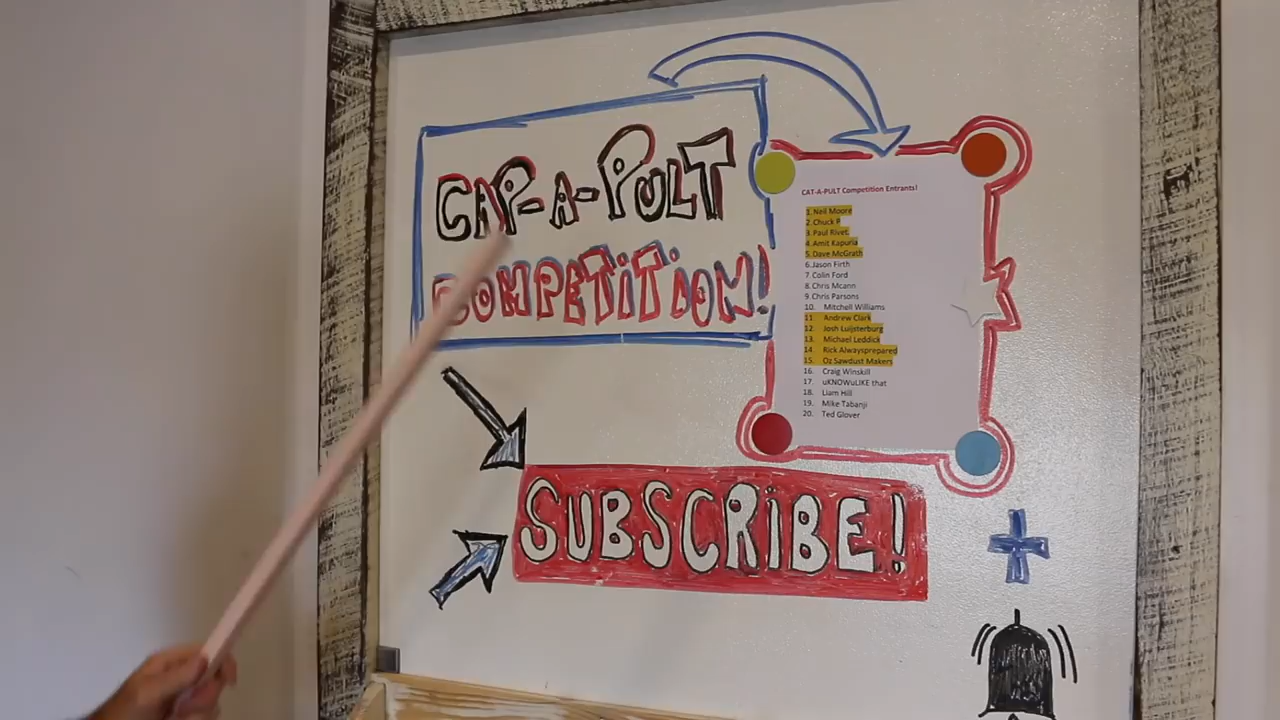 CAP-A-PULT
COMPETITION!
CAT-A-PULT Competition Entrants!
1. Neil Moore
2. Chuck P
3. Paul Rivet
4. Amit Kapuria
5. Dave McGrath
6. Jason Firth
7. Colin Ford
8. Chris Mcann
9. Chris Parsons
10. Mitchell Williams
11. Andrew Clark
12. Josh Luijsterburg
13. Michael Leddick
14. Rick Alwaysprepared
15. Oz Sawdust Makers
16. Craig Winskill
17. uKNOWuLIKE that
18. Liam Hill
19. Mike Tabanji
20. Ted Glover
SUBSCRIBE!
+